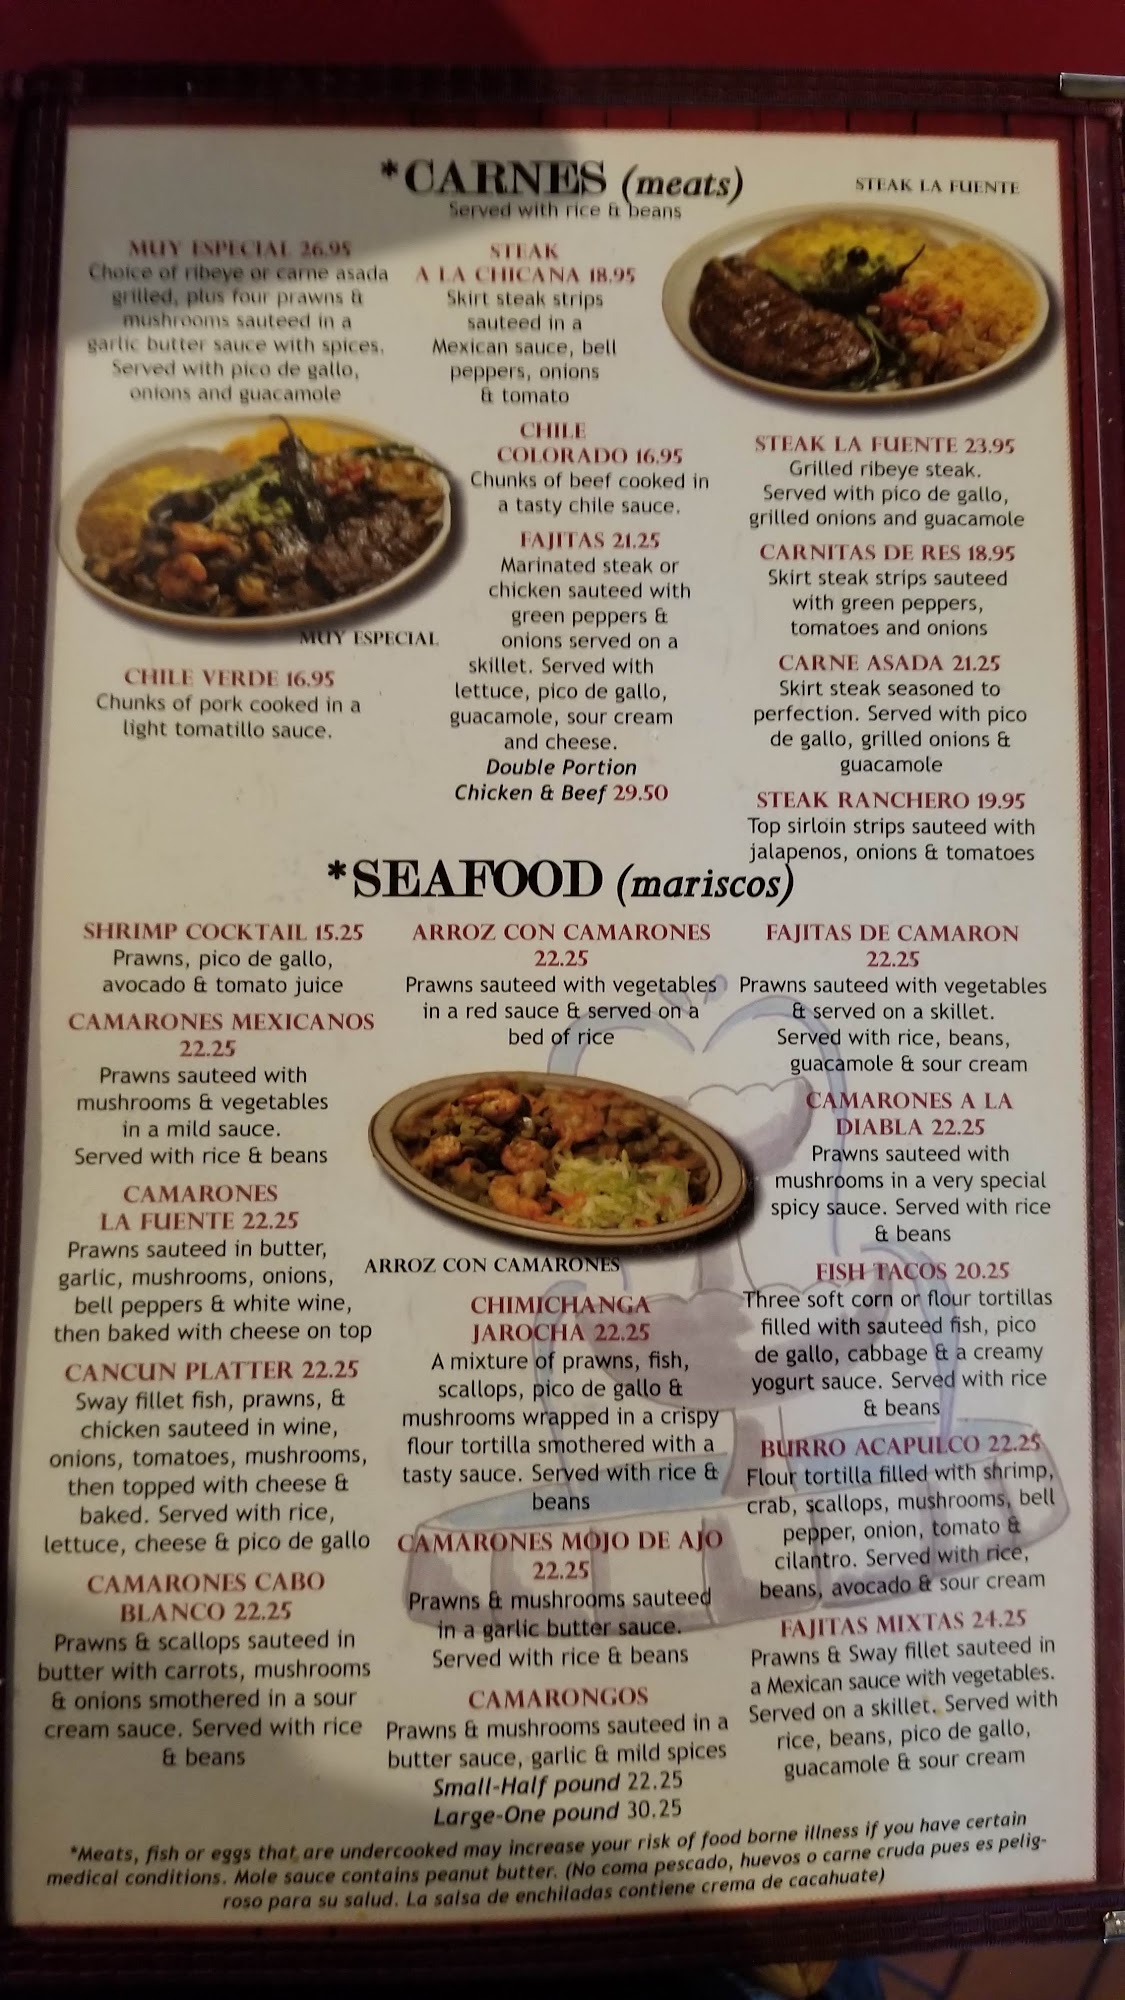 *CARNES (meats)
Served with rice & beans
MUY ESPECIAL 26.95
Choice of ribeye or carne asada
grilled, plus four prawns &
mushrooms sauteed in a
garlic butter sauce with spices.
Served with pico de gallo,
onions and guacamole
MUY ESPECIAL
CHILE VERDE 16.95
Chunks of pork cooked in a
light tomatillo sauce.
STEAK
A LA CHICANA 18.95
Skirt steak strips
sauteed in a
Mexican sauce, bell
peppers, onions
& tomato
CHILE
COLORADO 16.95
Chunks of beef cooked in
a tasty chile sauce.
FAJITAS 21.25
Marinated steak or
chicken sauteed with
green peppers &
onions served on a
skillet. Served with
lettuce, pico de gallo,
guacamole, sour cream
and cheese.
Double Portion
Chicken & Beef 29.50
STEAK LA FUENTE
STEAK LA FUENTE 23.95
Grilled ribeye steak.
Served with pico de gallo,
grilled onions and guacamole
CARNITAS DE RES 18.95
Skirt steak strips sauteed
with green peppers,
tomatoes and onions
CARNE ASADA 21.25
Skirt steak seasoned to
perfection. Served with pico
de gallo, grilled onions &
guacamole
STEAK RANCHERO 19.95
Top sirloin strips sauteed with
jalapenos, onions & tomatoes
*SEAFOOD (mariscos)
SHRIMP COCKTAIL 15.25
Prawns, pico de gallo,
avocado & tomato juice
CAMARONES MEXICANOS
22.25
Prawns sauteed with
mushrooms & vegetables
in a mild sauce.
Served with rice & beans
CAMARONES
LA FUENTE 22.25
Prawns sauteed in butter,
garlic, mushrooms, onions,
bell peppers & white wine,
then baked with cheese on top
CANCUN PLATTER 22.25
Sway fillet fish, prawns, &
chicken sauteed in wine,
onions, tomatoes, mushrooms,
then topped with cheese &
baked. Served with rice,
lettuce, cheese & pico de gallo
CAMARONES CABO
BLANCO 22.25
Prawns & scallops sauteed in
butter with carrots, mushrooms
& onions smothered in a sour
cream sauce. Served with rice
& beans
ARROZ CON CAMARONES
22.25
Prawns sauteed with vegetables
in a red sauce & served on a
bed of rice
ARROZ CON CAMARONES
CHIMICHANGA
JAROCHA 22.25
A mixture of prawns, fish,
scallops, pico de gallo &
mushrooms wrapped in a crispy
flour tortilla smothered with a
tasty sauce. Served with rice &
beans
CAMARONES MOJO DE AJO
22.25
Prawns & mushrooms sauteed
in a garlic butter sauce.
Served with rice & beans
CAMARONGOS
Prawns & mushrooms sauteed in a
butter sauce, garlic & mild spices
Small-Half pound 22.25
Large-One pound 30.25
FAJITAS DE CAMARON
22.25
Prawns sauteed with vegetables
& served on a skillet.
Served with rice, beans,
guacamole & sour cream
CAMARONES A LA
DIABLA 22.25
Prawns sauteed with
mushrooms in a very special
spicy sauce. Served with rice
& beans
FISH TACOS 20.25
Three soft corn or flour tortillas
filled with sauteed fish, pico
de gallo, cabbage & a creamy
yogurt sauce. Served with rice
& beans
BURRO ACAPULCO 22.25
Flour tortilla filled with shrimp,
crab, scallops, mushrooms, bell
pepper, onion, tomato &
cilantro. Served with rice,
beans, avocado & sour cream
FAJITAS MIXTAS 24.25
Prawns & Sway fillet sauteed in
a Mexican sauce with vegetables.
Served on a skillet. Served with
rice, beans, pico de gallo,
guacamole & sour cream
*Meats, fish or eggs that are undercooked may increase your risk of food borne illness if you have certain
medical conditions. Mole sauce contains peanut butter. (No coma pescado, huevos o carne cruda pues es pelig-
roso para su salud. La salsa de enchiladas contiene crema de cacahuate)